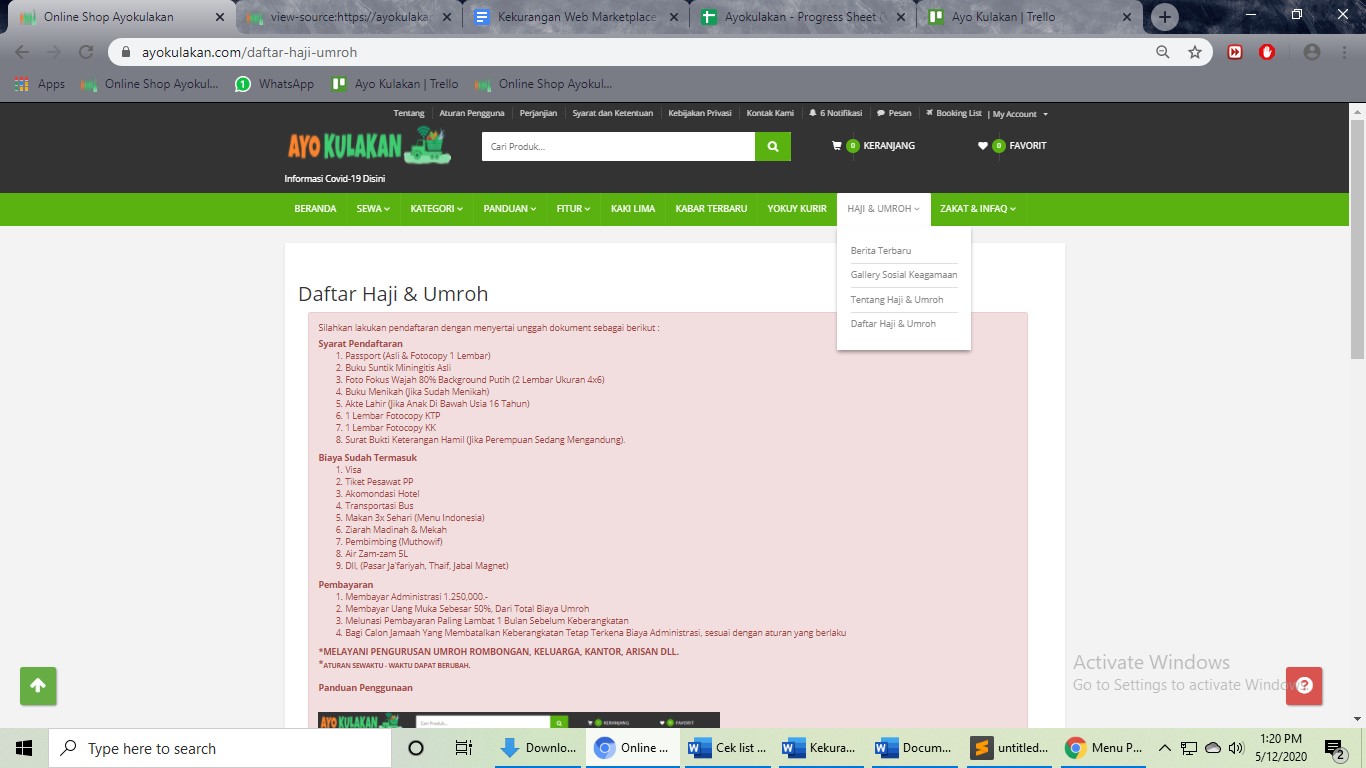 Online Shop Ayokulakan
view-source:https://ayokulakan
Kekurangan Web Marketplace
Ayokulakan - Progress Sheet
Ayo Kulakan | Trello
ayokulakan.com/daftar-haji-umroh
Apps
Online Shop Ayokul...
WhatsApp
Ayo Kulakan | Trello
Online Shop Ayokul...
Tentang
Aturan Pengguna
Perjanjian
Syarat dan Ketentuan
Kebijakan Privasi
Kontak Kami
6 Notifikasi
Pesan
Booking List
| My Account
AYO KULAKAN
Cari Produk...
0 KERANJANG
0 FAVORIT
Informasi Covid-19 Disini
BERANDA
SEWA
KATEGORI
PANDUAN
FITUR
KAKI LIMA
KABAR TERBARU
YOKUY KURIR
HAJI & UMROH
ZAKAT & INFAQ
Berita Terbaru
Gallery Sosial Keagamaan
Tentang Haji & Umroh
Daftar Haji & Umroh
Daftar Haji & Umroh
Silahkan lakukan pendaftaran dengan menyertai unggah dokument sebagai berikut :
Syarat Pendaftaran
1. Passport (Asli & Fotocopy 1 Lembar)
2. Buku Suntik Miningitis Asli
3. Foto Fokus Wajah 80% Background Putih (2 Lembar Ukuran 4x6)
4. Buku Menikah (Jika Sudah Menikah)
5. Akte Lahir (Jika Anak Di Bawah Usia 16 Tahun)
6. 1 Lembar Fotocopy KTP
7. 1 Lembar Fotocopy KK
8. Surat Bukti Keterangan Hamil (Jika Perempuan Sedang Mengandung).
Biaya Sudah Termasuk
1. Visa
2. Tiket Pesawat PP
3. Akomondasi Hotel
4. Transportasi Bus
5. Makan 3x Sehari (Menu Indonesia)
6. Ziarah Madinah & Mekah
7. Pembimbing (Muthowif)
8. Air Zam-zam 5L
9. Dll, (Pasar Ja'fariyah, Thaif, Jabal Magnet)
Pembayaran
1. Membayar Administrasi 1.250,000.-
2. Membayar Uang Muka Sebesar 50%, Dari Total Biaya Umroh
3. Melunasi Pembayaran Paling Lambat 1 Bulan Sebelum Keberangkatan
4. Bagi Calon Jamaah Yang Membatalkan Keberangkatan Tetap Terkena Biaya Administrasi, sesuai dengan aturan yang berlaku
*MELAYANI PENGURUSAN UMROH ROMBONGAN, KELUARGA, KANTOR, ARISAN DLL.
*ATURAN SEWAKTU - WAKTU DAPAT BERUBAH.
Panduan Penggunaan
AYO KULAKAN
Cari Produk...
KERANJANG
FAVORIT
Activate Windows
Go to Settings to activate Windows.
Type here to search
Downlo...
Online ...
Cek list ...
Kekura...
Docum...
untitled...
Menu P...
1:20 PM
5/12/2020
2